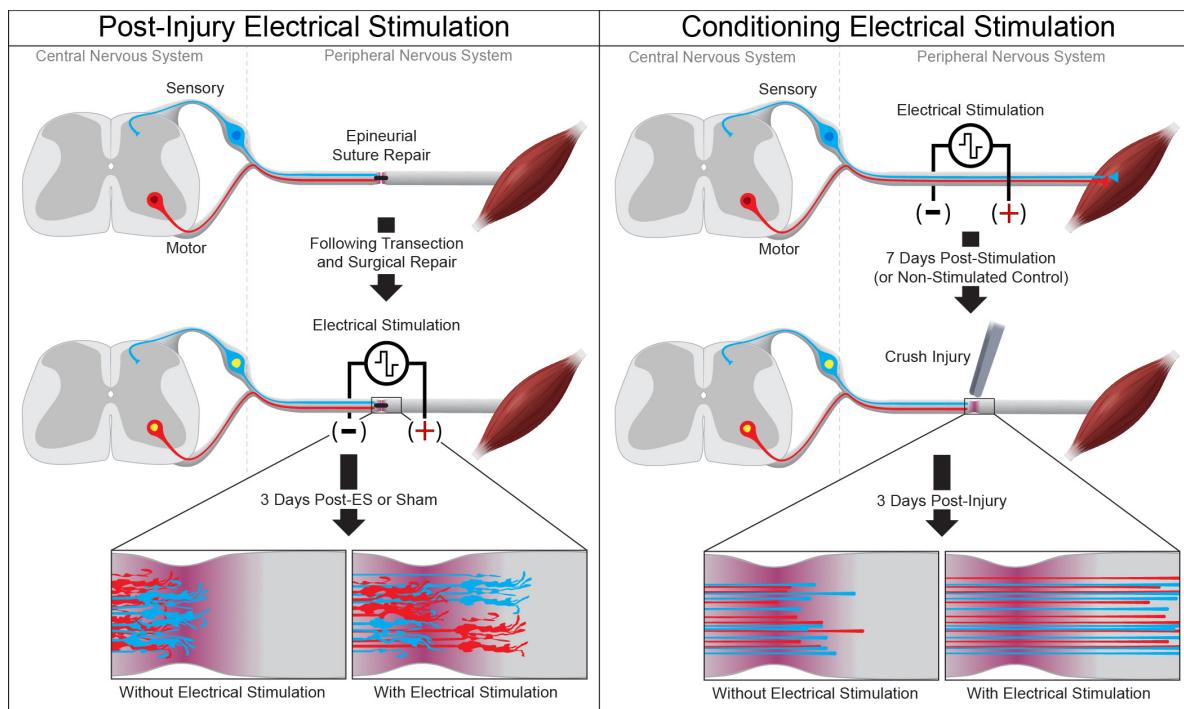 Post-Injury Electrical Stimulation
Central Nervous System
Peripheral Nervous System
Sensory
Epineurial
Suture Repair
Motor
Following Transection
and Surgical Repair
Electrical Stimulation
(-)
(+)
3 Days Post-ES or Sham
Without Electrical Stimulation
With Electrical Stimulation
Conditioning Electrical Stimulation
Central Nervous System
Peripheral Nervous System
Sensory
Electrical Stimulation
(-)
(+)
Motor
7 Days Post-Stimulation
(or Non-Stimulated Control)
Crush Injury
3 Days Post-Injury
Without Electrical Stimulation
With Electrical Stimulation